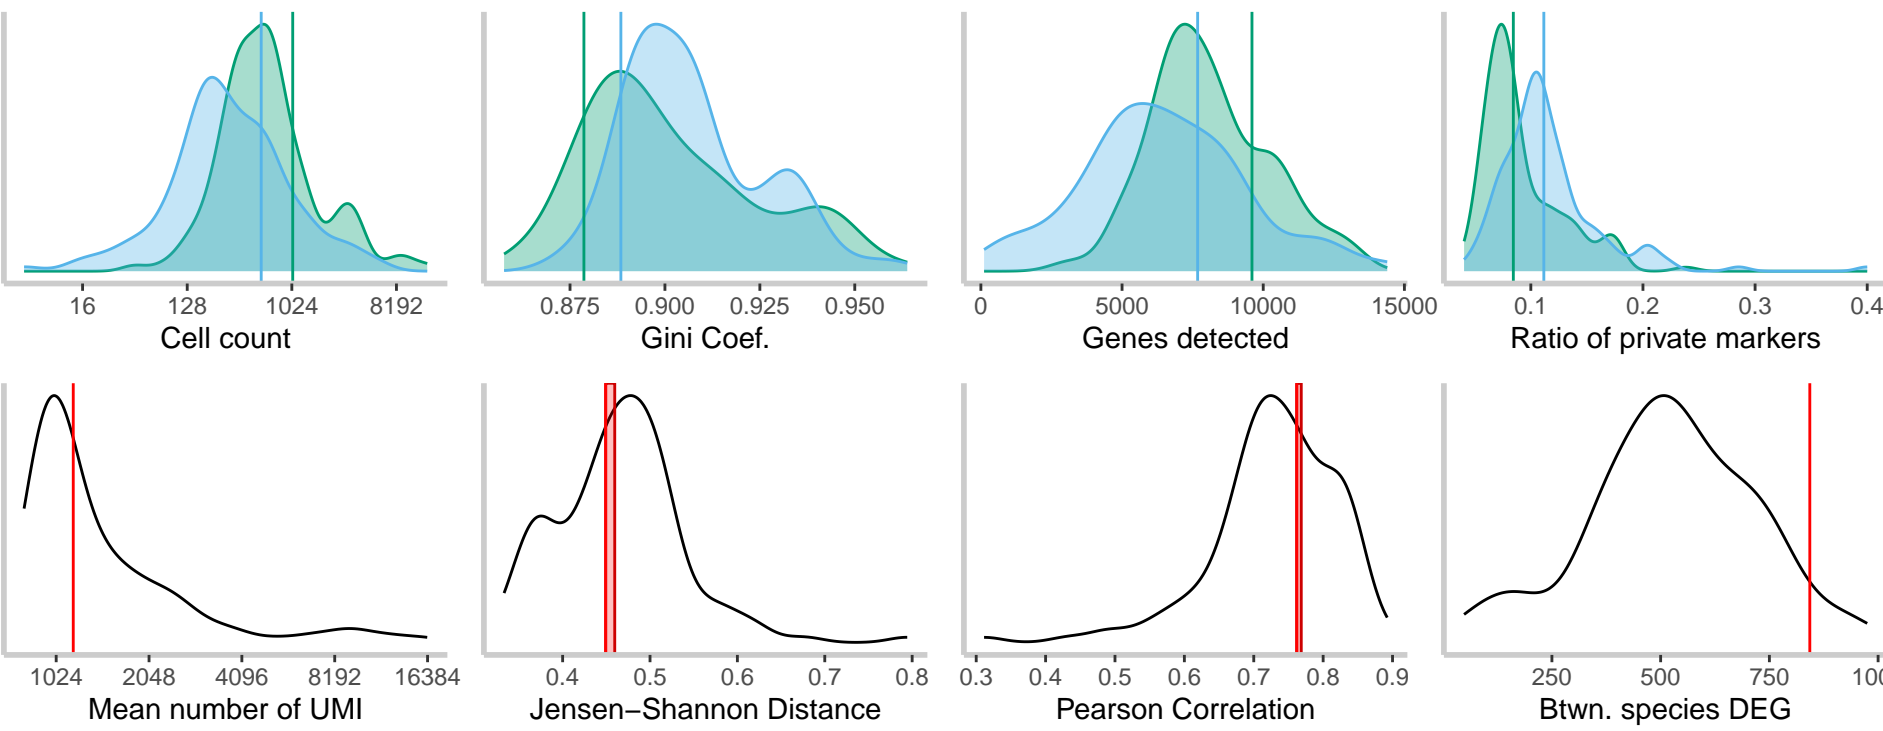 16 128 1024 8192
Cell count
0.875 0.900 0.925 0.950
Gini Coef.
0 5000 10000 15000
Genes detected
0.1 0.2 0.3 0.4
Ratio of private markers
1024 2048 4096 8192 16384
Mean number of UMI
0.4 0.5 0.6 0.7 0.8
Jensen−Shannon Distance
0.3 0.4 0.5 0.6 0.7 0.8 0.9
Pearson Correlation
250 500 750 100
Btwn. species DEG